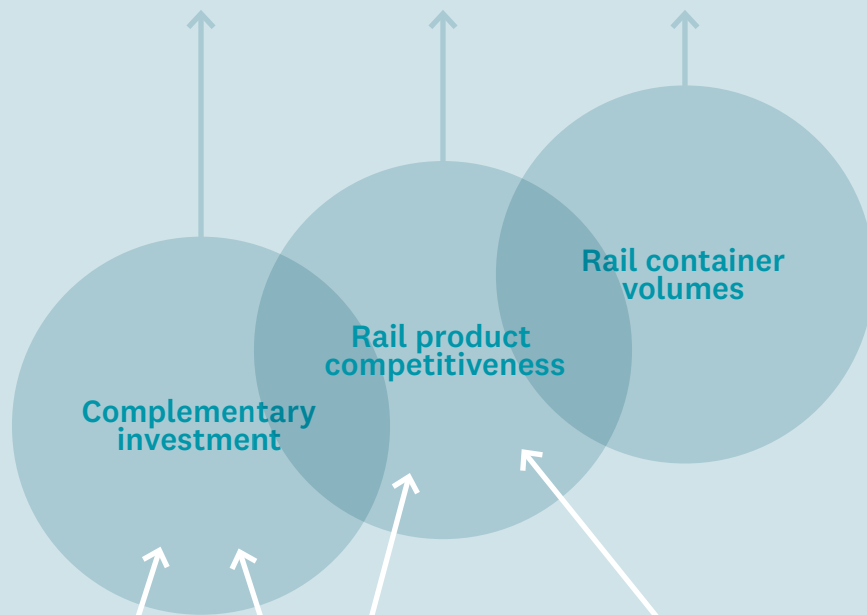 Complementary
investment
Rail product
competitiveness
Rail container
volumes